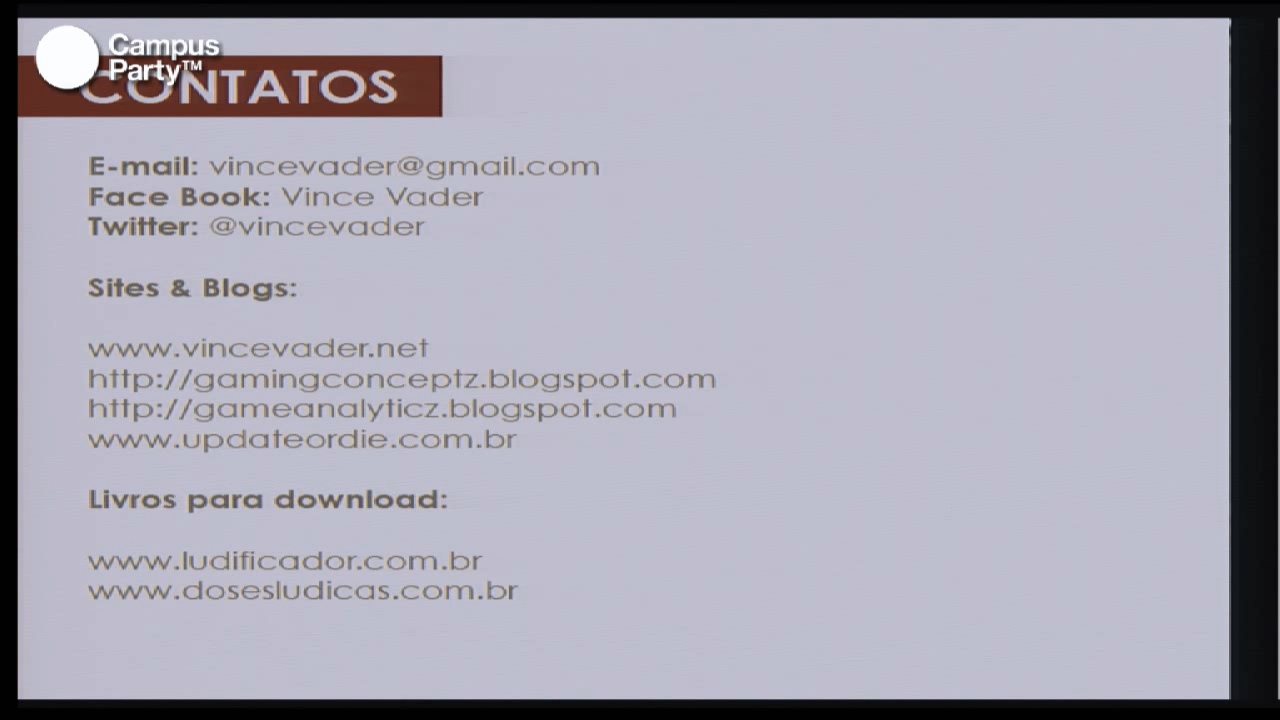 Campus
Party™
CONTATOS
E-mail: vincevader@gmail.com
Face Book: Vince Vader
Twitter: @vincevader
Sites & Blogs:
www.vincevader.net
http://gamingconceptz.blogspot.com
http://gameanalyticz.blogspot.com
www.updateordie.com.br
Livros para download:
www.ludificador.com.br
www.dosesludicas.com.br